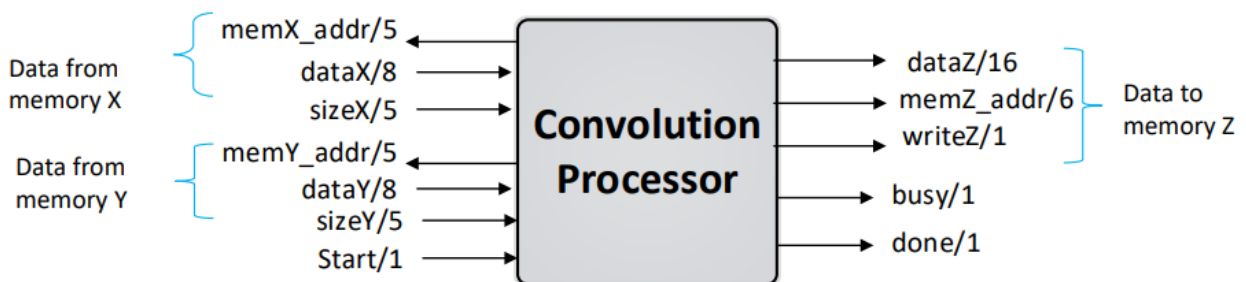 Data from
memory X
memX_addr/5
dataX/8
sizeX/5
Data from
memory Y
memY_addr/5
dataY/8
sizeY/5
Start/1
Convolution
Processor
dataZ/16
memZ_addr/6
writeZ/1
Data to
memory Z
busy/1
done/1